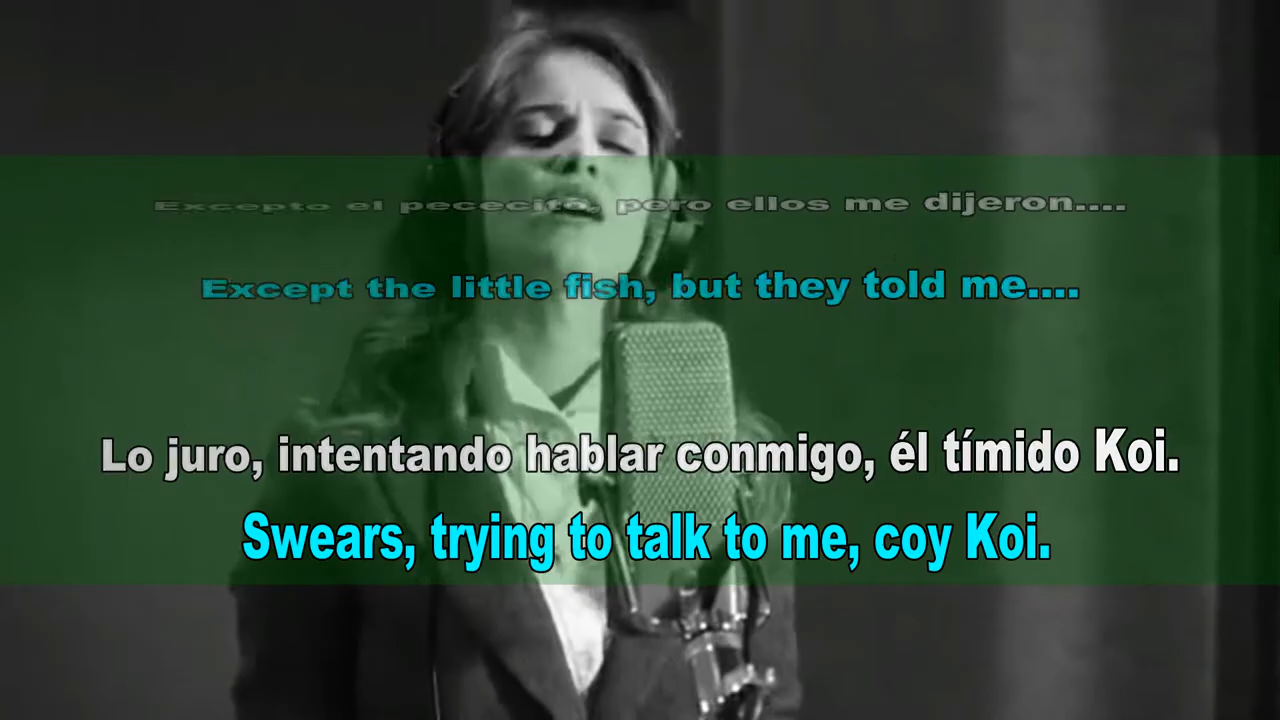 Excepto el pececito, pero ellos me dijeron....
Except the little fish, but they told me....
Lo juro, intentando hablar conmigo, él tímido Koi.
Swears, trying to talk to me, coy Koi.